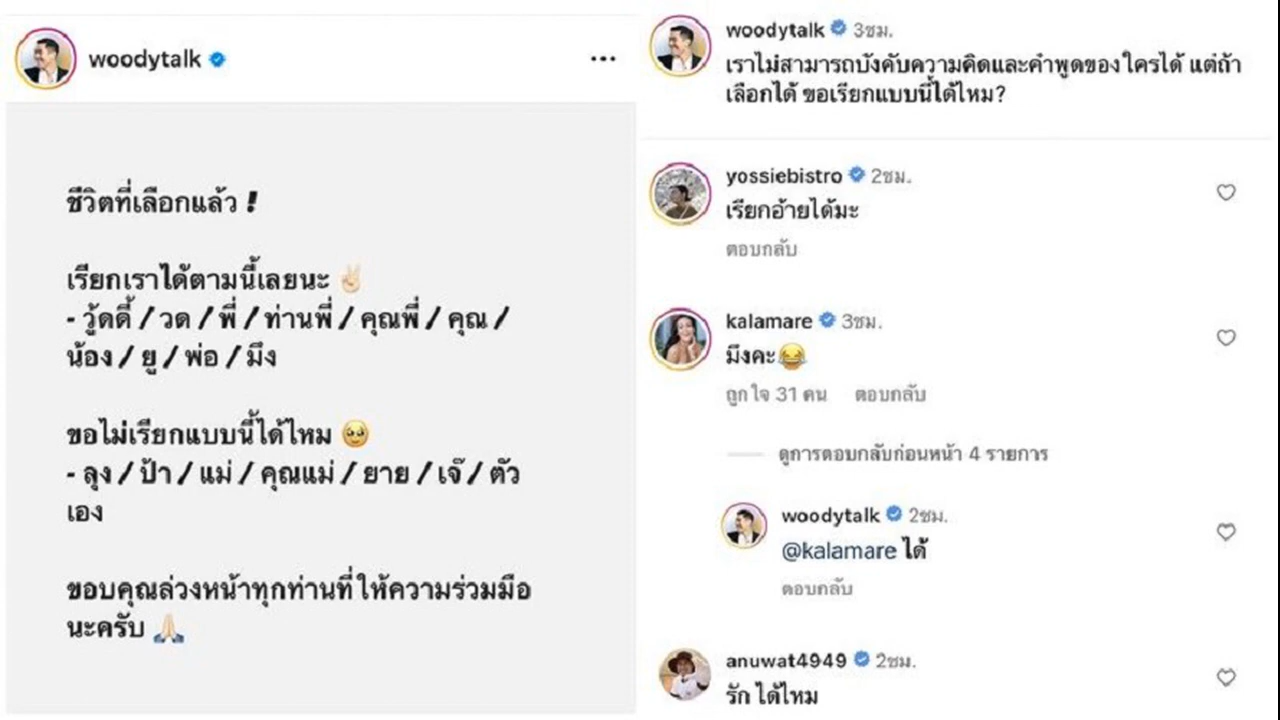 woodytalk
ชีวิตที่เลือกแล้ว !
เรียกเราได้ตามนี้เลยนะ ✌🏻
- วู้ดดี้ / วด / พี่ / ท่านพี่ / คุณพี่ / คุณ /
น้อง / ยู / พ่อ / มึง
ขอไม่เรียกแบบนี้ได้ไหม 🥹
- ลุง / ป้า / แม่ / คุณแม่ / ยาย / เจ๊ / ตัว
เอง
ขอบคุณล่วงหน้าทุกท่านที่ให้ความร่วมมือ
นะครับ 🙏🏻
woodytalk 3ชม.
เราไม่สามารถบังคับความคิดและคำพูดของใครได้ แต่ถ้า
เลือกได้ ขอเรียกแบบนี้ได้ไหม?
yossiebistro 2ชม.
เรียกอ้ายได้มะ
ตอบกลับ
kalamare 3ชม.
มึงคะ😂
ถูกใจ 31 คน ตอบกลับ
ดูการตอบกลับก่อนหน้า 4 รายการ
woodytalk 2ชม.
@kalamare ได้
ตอบกลับ
anuwat4949 2ชม.
รัก ได้ไหม